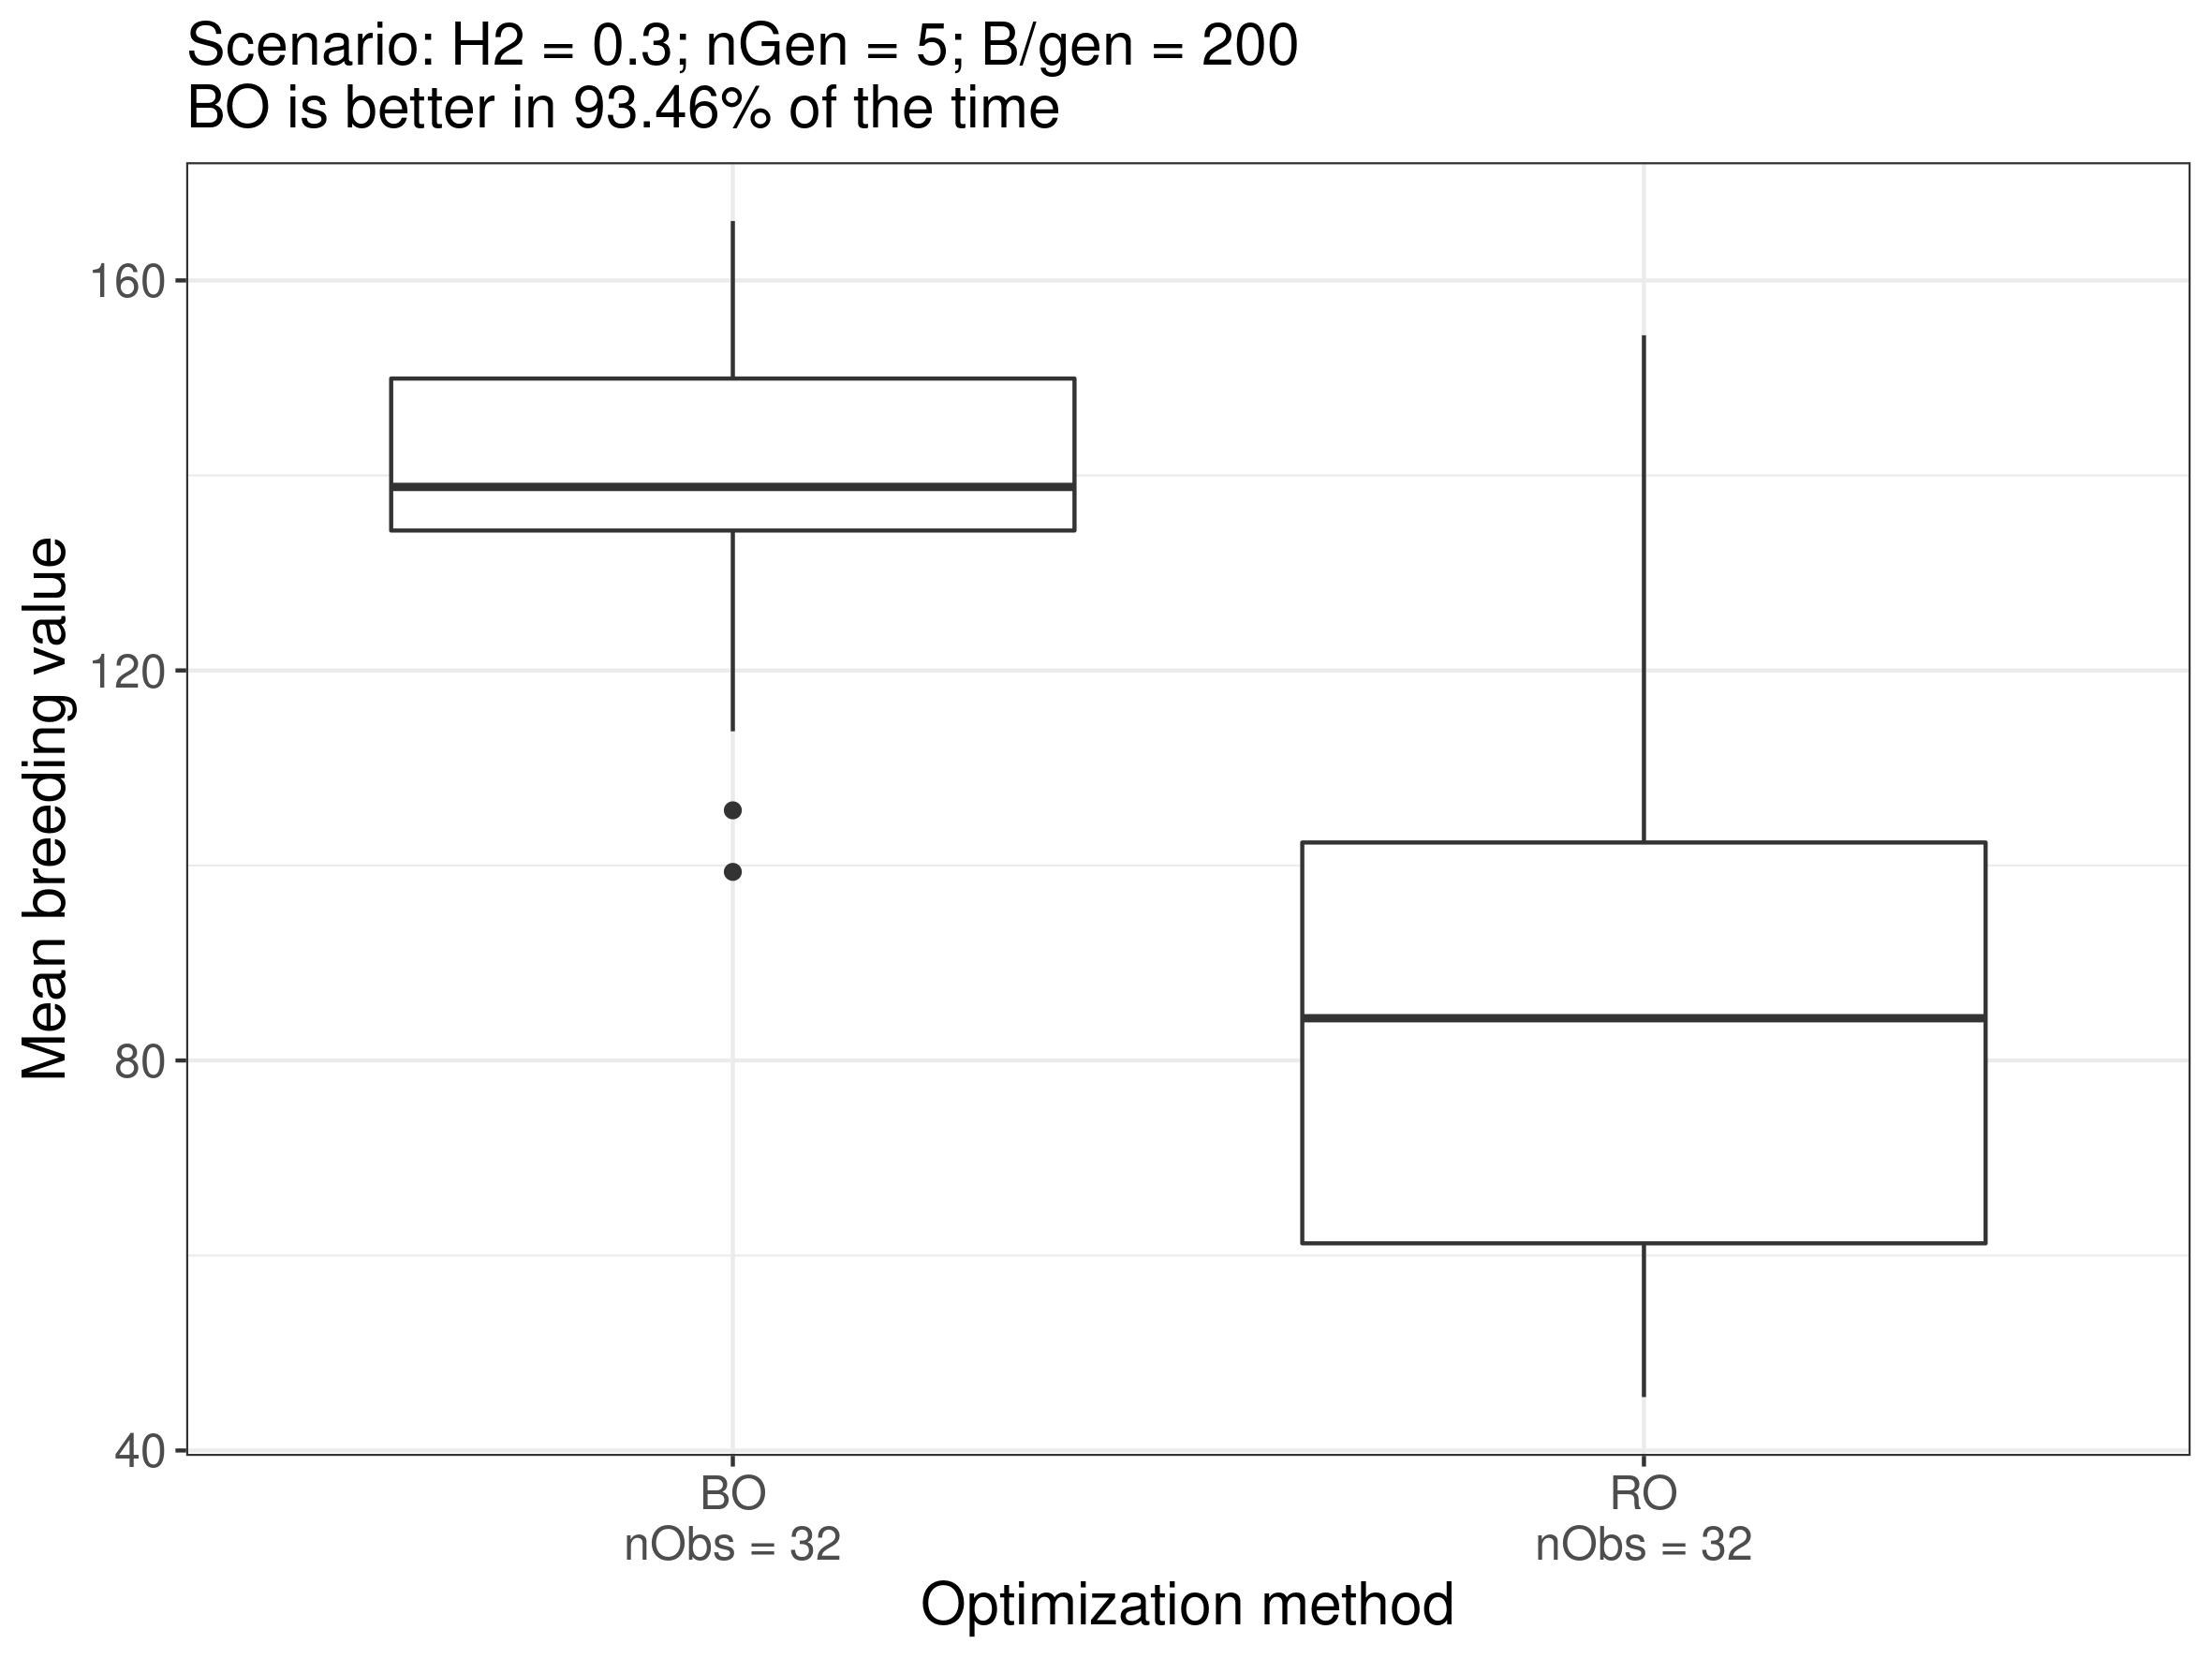 Scenario: H2 = 0.3; nGen = 5; B/gen = 200
BO is better in 93.46% of the time
Mean breeding value
160
120
80
40
BO
nObs = 32
RO
nObs = 32
Optimization method